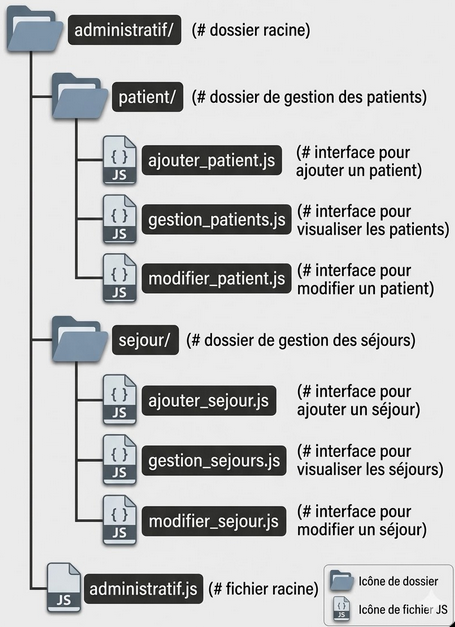 administratif/ (# dossier racine)
patient/ (# dossier de gestion des patients)
{ } JS ajouter_patient.js (# interface pour
ajouter un patient)
{ } JS gestion_patients.js (# interface pour
visualiser les patients)
{ } JS modifier_patient.js (# interface pour
modifier un patient)
sejour/ (# dossier de gestion des séjours)
{ } JS ajouter_sejour.js (# interface pour
ajouter un séjour)
{ } JS gestion_sejours.js (# interface pour
visualiser les séjours)
{ } JS modifier_sejour.js (# interface pour
modifier un séjour)
JS administratif.js (# fichier racine)
Icône de dossier
{ } JS Icône de fichier JS